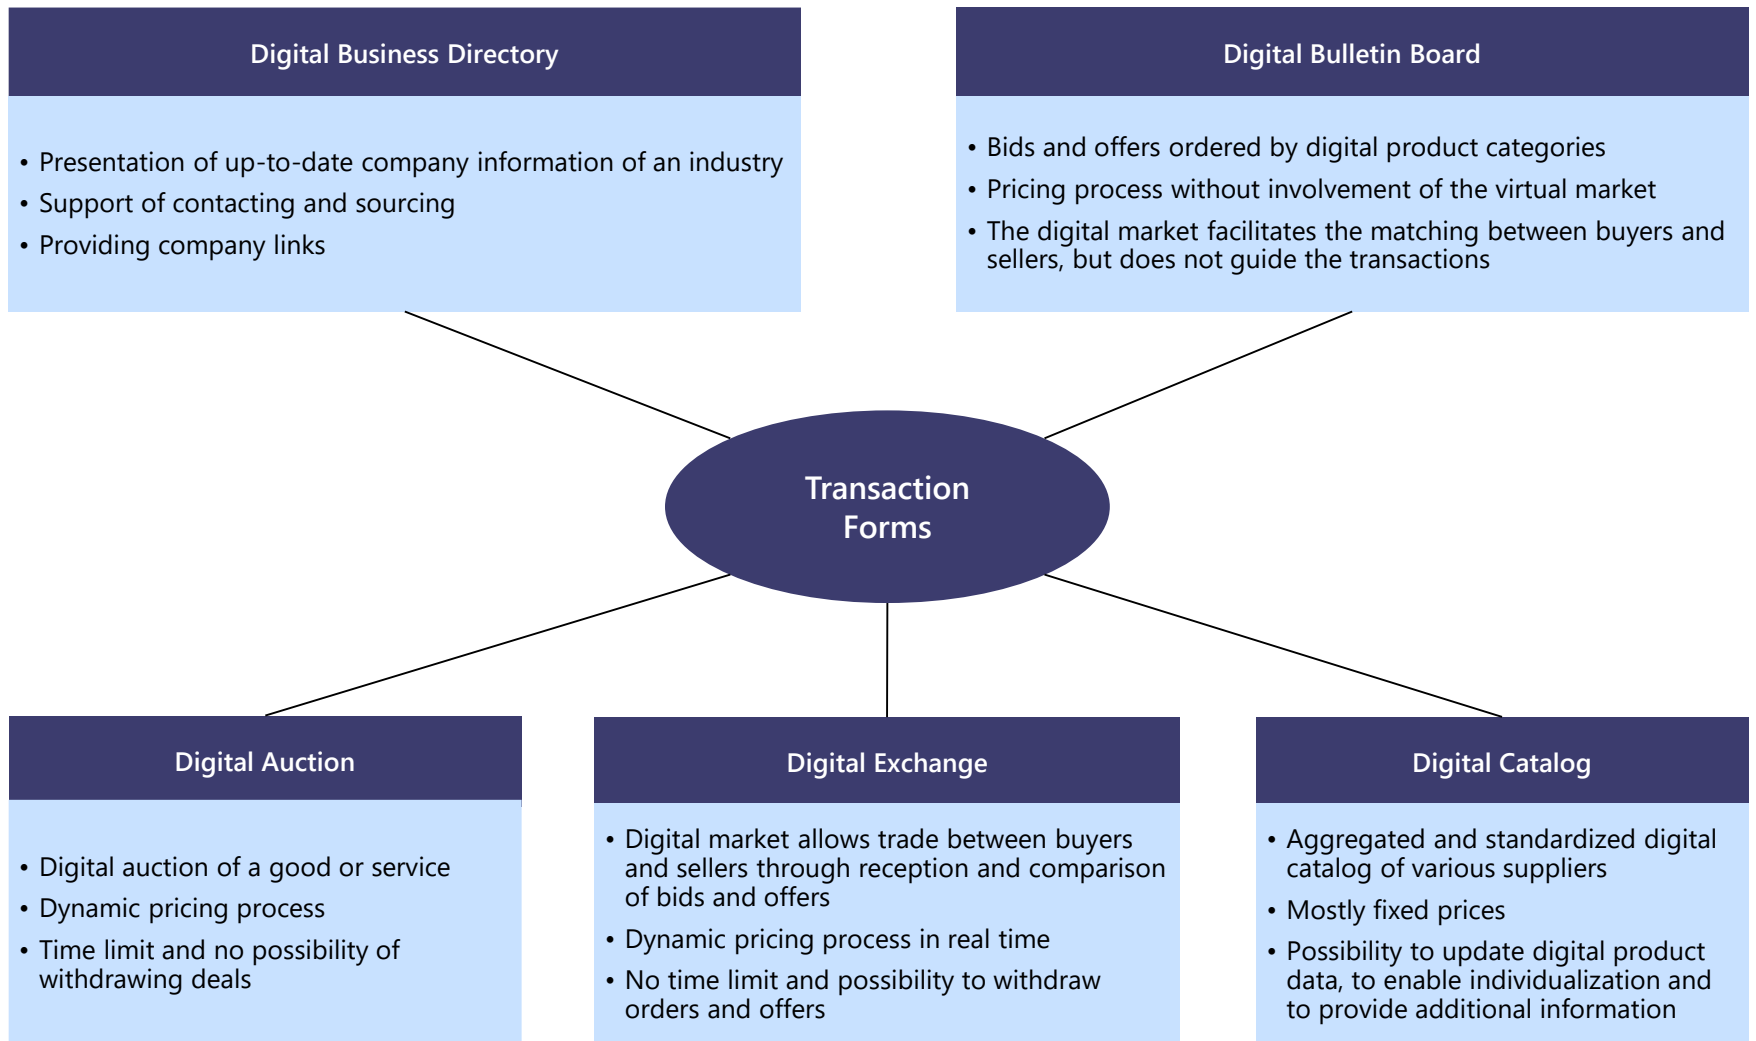 Digital Business Directory
• Presentation of up-to-date company information of an industry
• Support of contacting and sourcing
• Providing company links
Digital Bulletin Board
• Bids and offers ordered by digital product categories
• Pricing process without involvement of the virtual market
• The digital market facilitates the matching between buyers and
sellers, but does not guide the transactions
Transaction
Forms
Digital Auction
• Digital auction of a good or service
• Dynamic pricing process
• Time limit and no possibility of
withdrawing deals
Digital Exchange
• Digital market allows trade between buyers
and sellers through reception and comparison
of bids and offers
• Dynamic pricing process in real time
• No time limit and possibility to withdraw
orders and offers
Digital Catalog
• Aggregated and standardized digital
catalog of various suppliers
• Mostly fixed prices
• Possibility to update digital product
data, to enable individualization and
to provide additional information